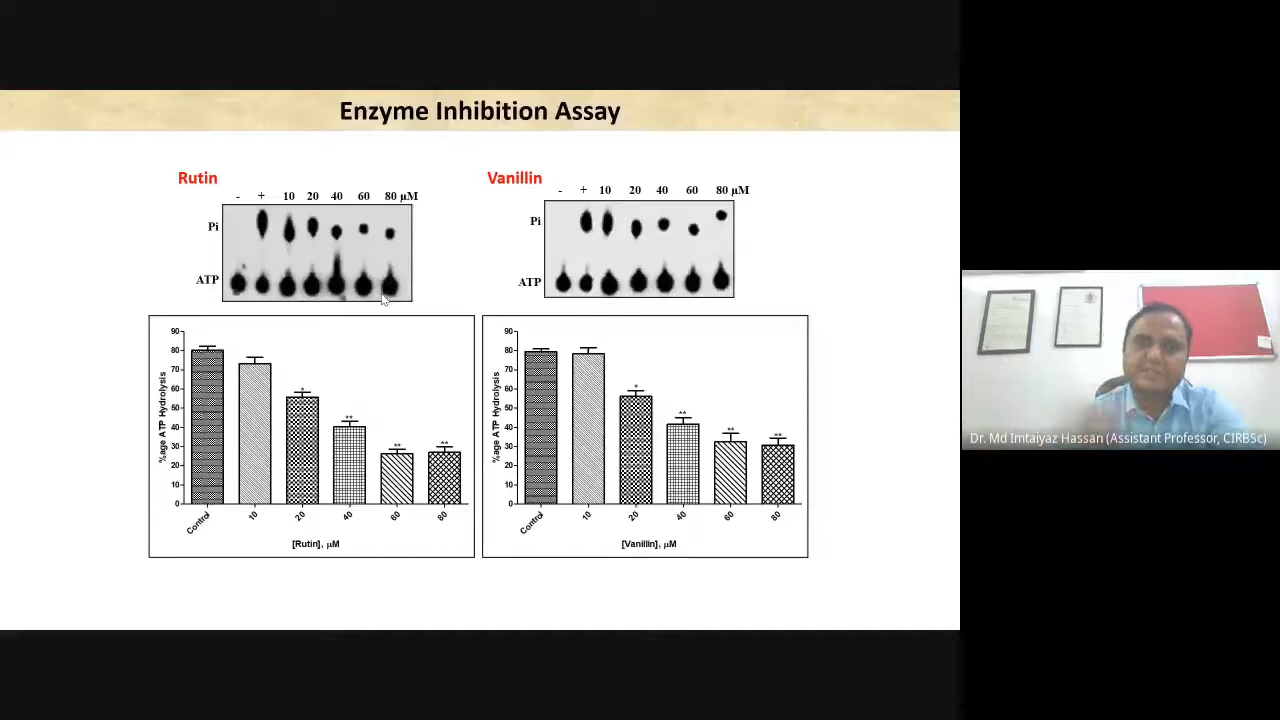 Enzyme Inhibition Assay
Rutin
- + 10 20 40 60 80 μM
Pi
ATP
Vanillin
- + 10 20 40 60 80 μM
Pi
ATP
%age ATP Hydrolysis
90
80
70
60
50
40
30
20
10
0
*
**
**
**
Control 10 20 40 60 80
[Rutin], μM
%age ATP Hydrolysis
90
80
70
60
50
40
30
20
10
0
*
**
**
**
Control 10 20 40 60 80
[Vanillin], μM
Dr. Md Imtaiyaz Hassan (Assistant Professor, CIRBSc)